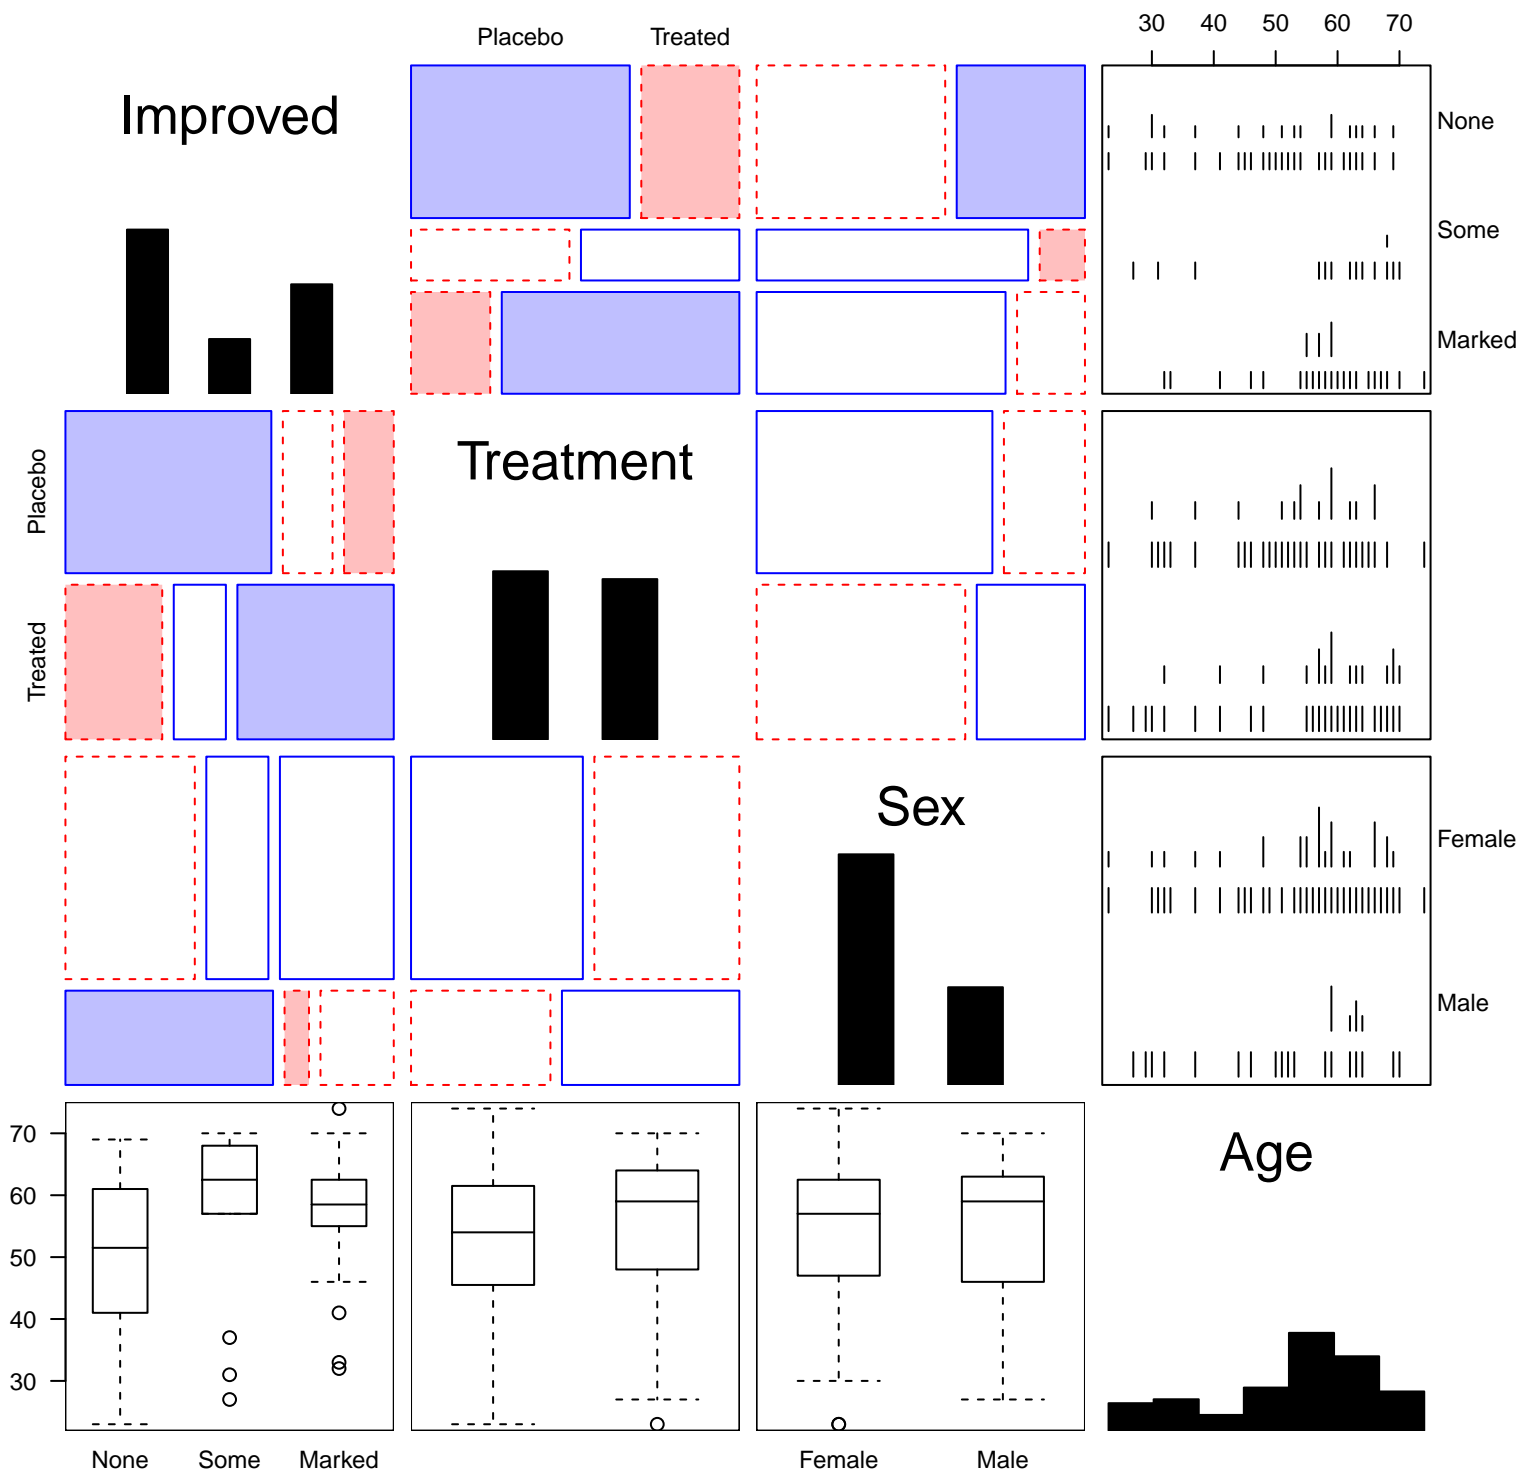 Placebo Treated
30 40 50 60 70
Improved
None
Some
Marked
Placebo
Treated
Treatment
Sex
Female
Male
Age
70
60
50
40
30
None Some Marked
Female Male